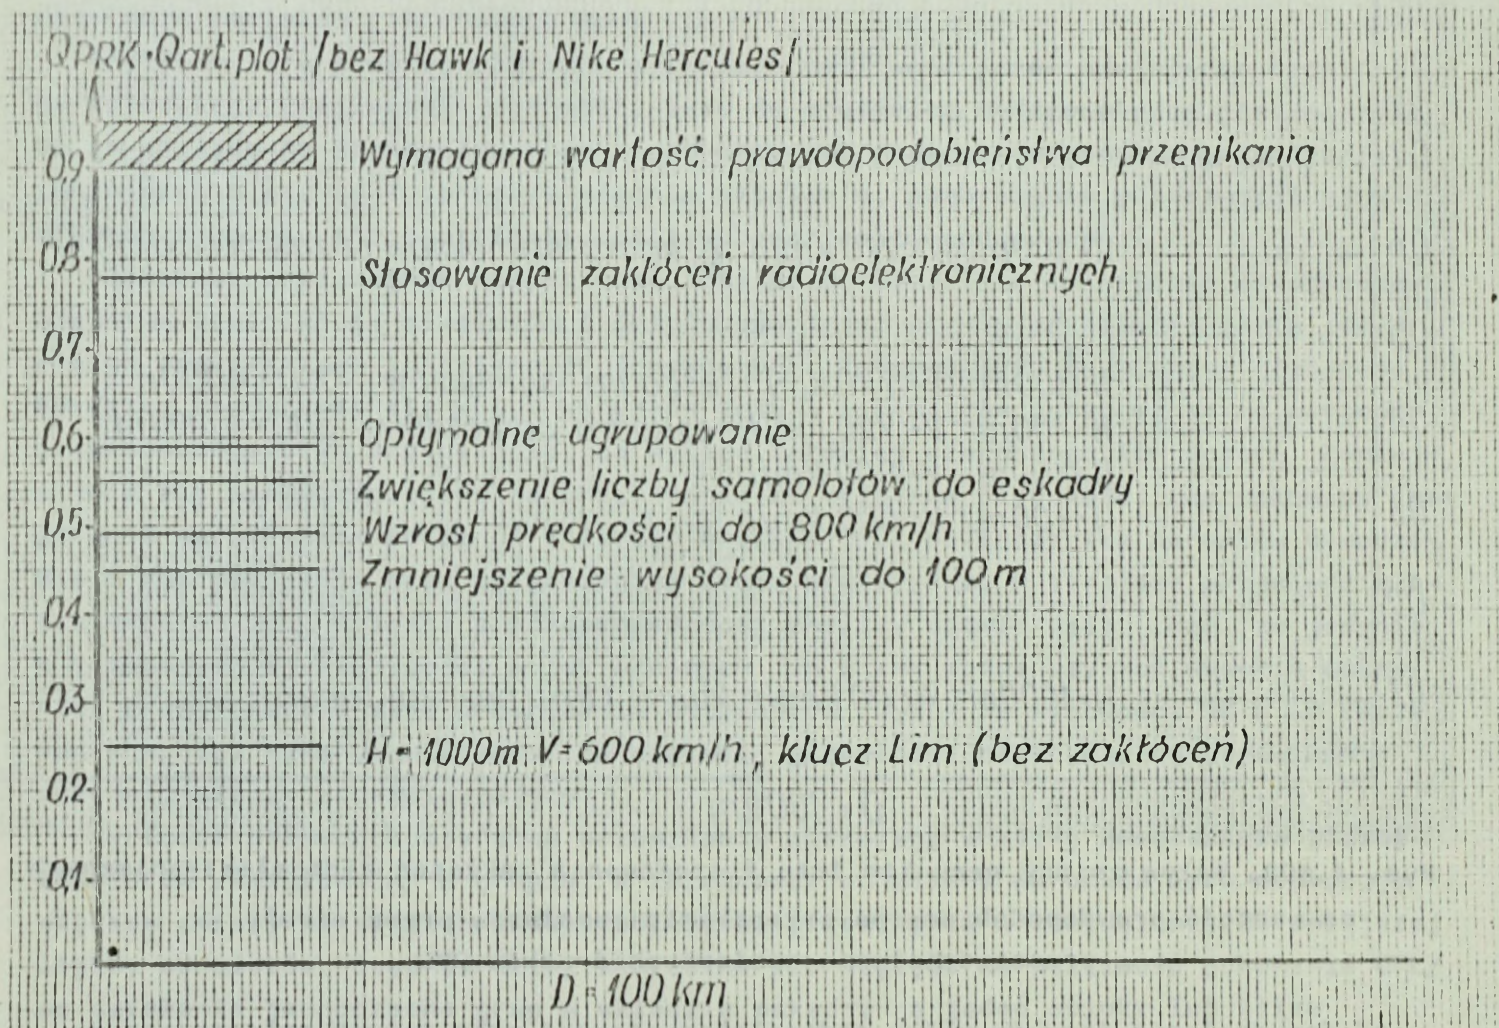 QPRK·Qart.plot /bez Hawk i Nike Hercules/
0,9 Wymagana wartość prawdopodobieństwa przenikania
0,8 Stosowanie zakłóceń radioelektronicznych
0,7
0,6 Optymalne ugrupowanie
Zwiększenie liczby samolotów do eskadry
0,5 Wzrost prędkości do 800 km/h
Zmniejszenie wysokości do 100 m
0,4
0,3
H = 1000m V = 600 km/h, klucz Lim (bez zakłóceń)
0,2
0,1
D = 100 km